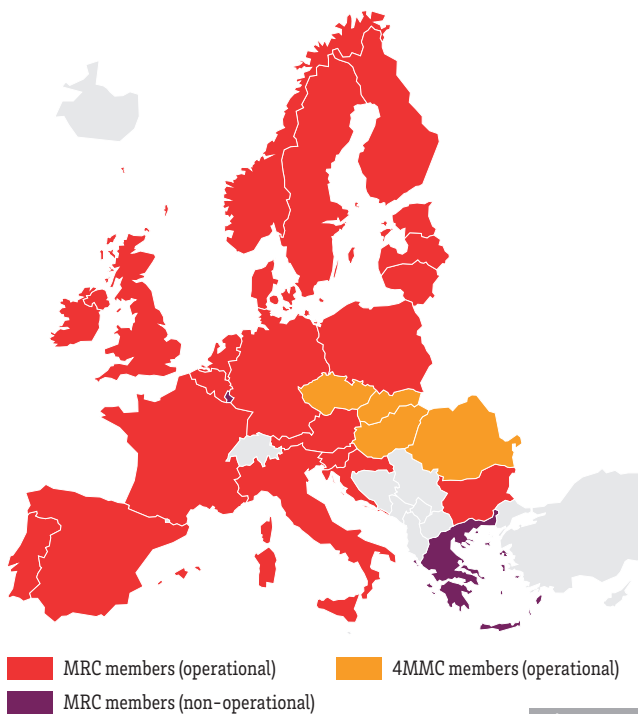 MRC members (operational)
4MMC members (operational)
MRC members (non-operational)